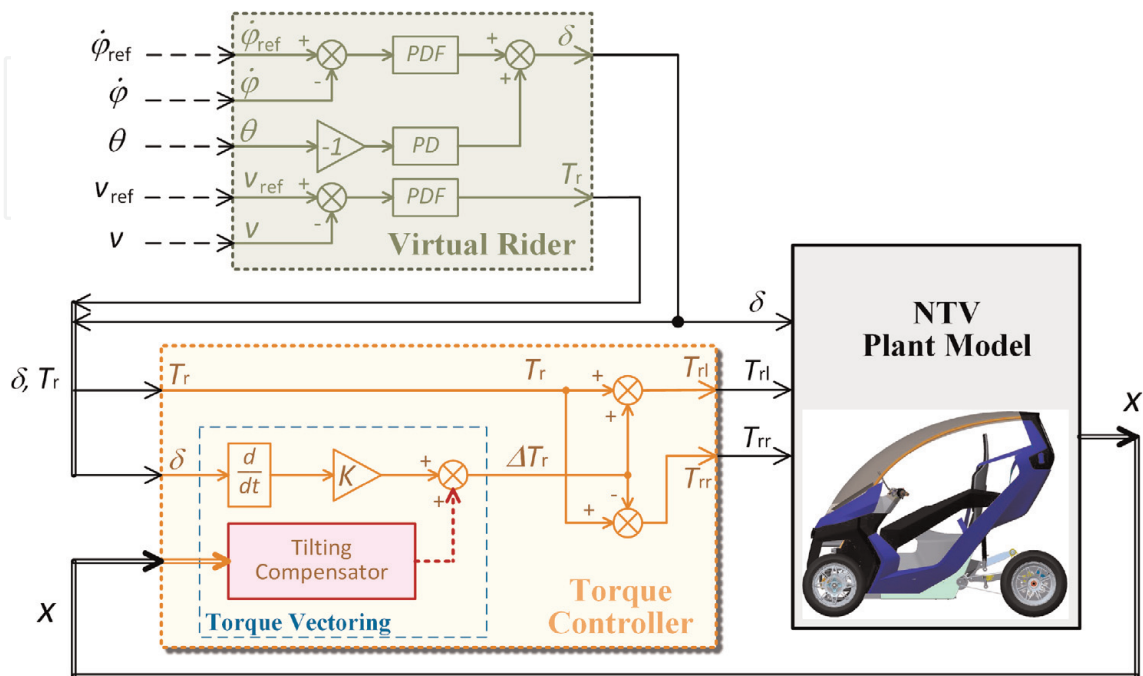 φ̇ref φ̇ref + PDF + δ
- +
φ̇ φ̇
θ θ -1 PD
vref vref + PDF Tr
-
v v
Virtual Rider
δ
NTV
Plant Model
δ, Tr
Tr Tr + Trl Trl
+
δ d/dt K + ΔTr Trr Trr
+ -
+
Tilting
Compensator
Torque Vectoring
Torque
Controller
x
x